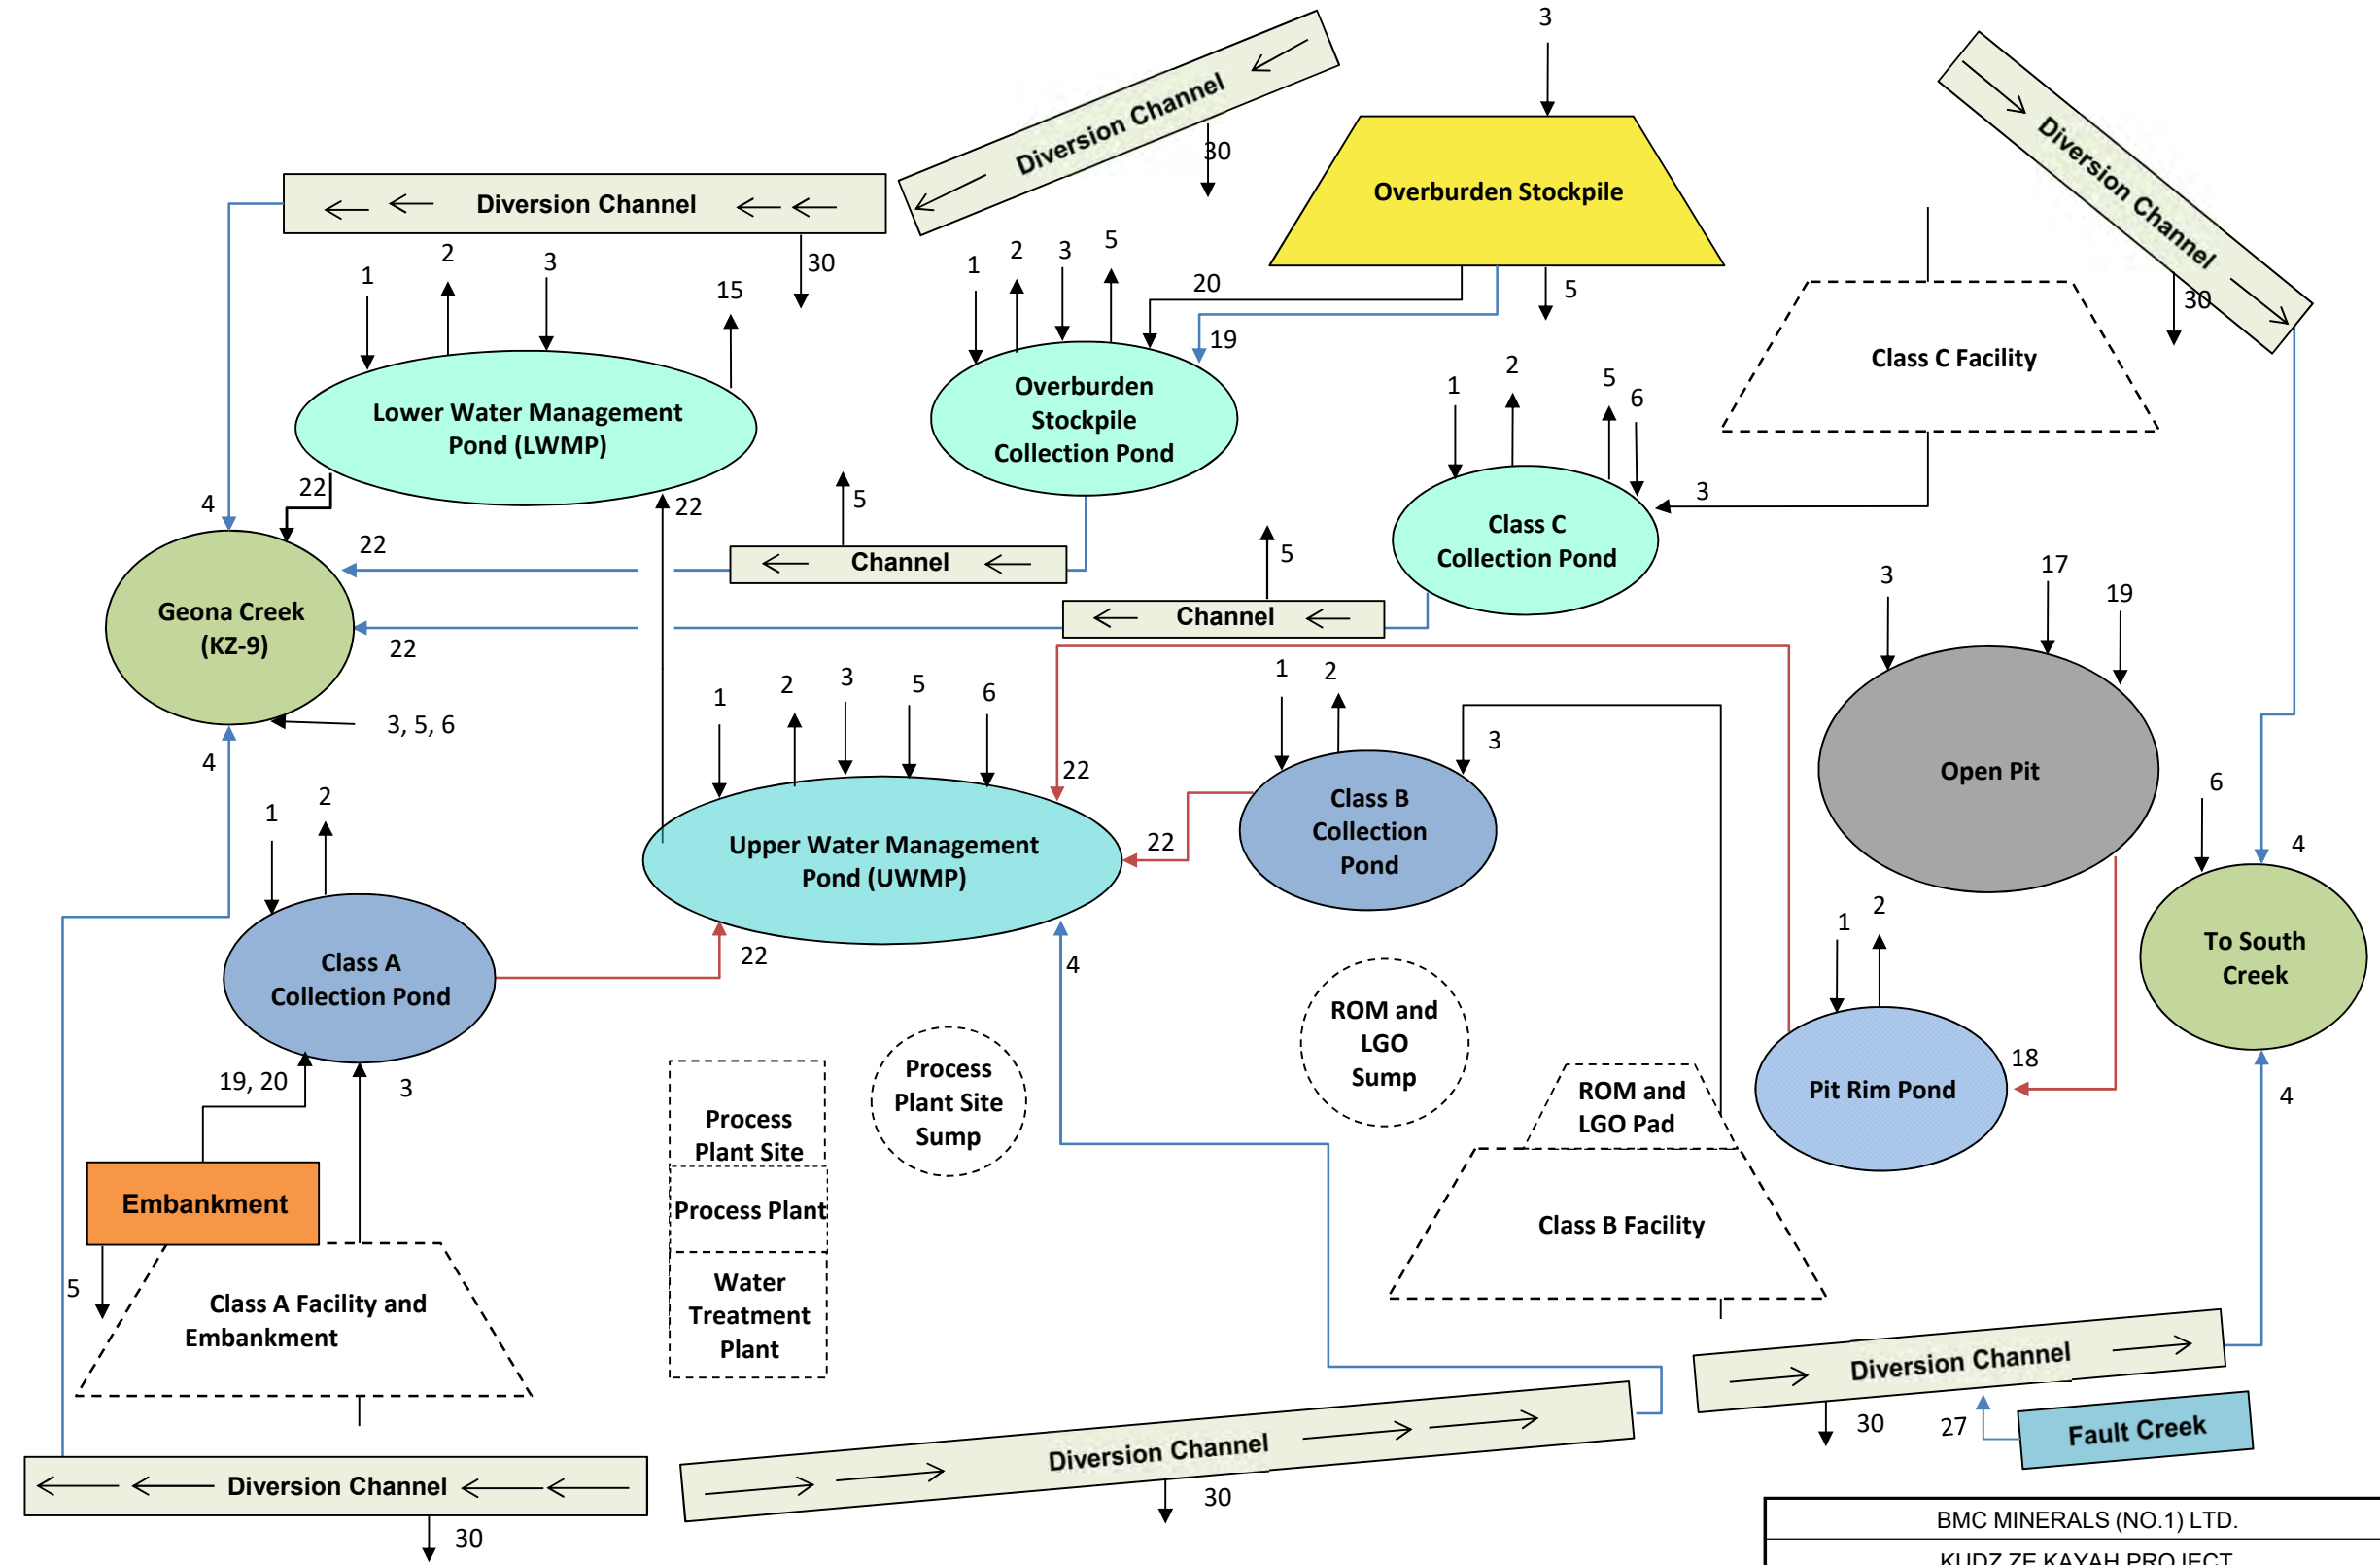 3
Diversion Channel
30
Diversion Channel
30
Overburden Stockpile
Diversion Channel
30
1
2
3
15
1
2
3
5
20
19
5
Class C Facility
Lower Water Management
Pond (LWMP)
Overburden
Stockpile
Collection Pond
1
2
5
6
3
Class C
Collection Pond
4
22
22
5
22
Channel
5
Channel
22
Geona Creek
(KZ-9)
3, 5, 6
4
3
17
19
Open Pit
1
2
3
5
6
22
1
2
3
Class B
Collection
Pond
22
Upper Water Management
Pond (UWMP)
22
4
1
2
Class A
Collection Pond
6
4
To South
Creek
4
1
2
18
Pit Rim Pond
19, 20
3
Embankment
5
Class A Facility and
Embankment
Process
Plant Site
Process Plant
Water
Treatment
Plant
Process
Plant Site
Sump
ROM and
LGO
Sump
ROM and
LGO Pad
Class B Facility
Diversion Channel
30
27
Fault Creek
Diversion Channel
30
Diversion Channel
30
BMC MINERALS (NO.1) LTD.
KUDZ ZE KAYAH PROJECT